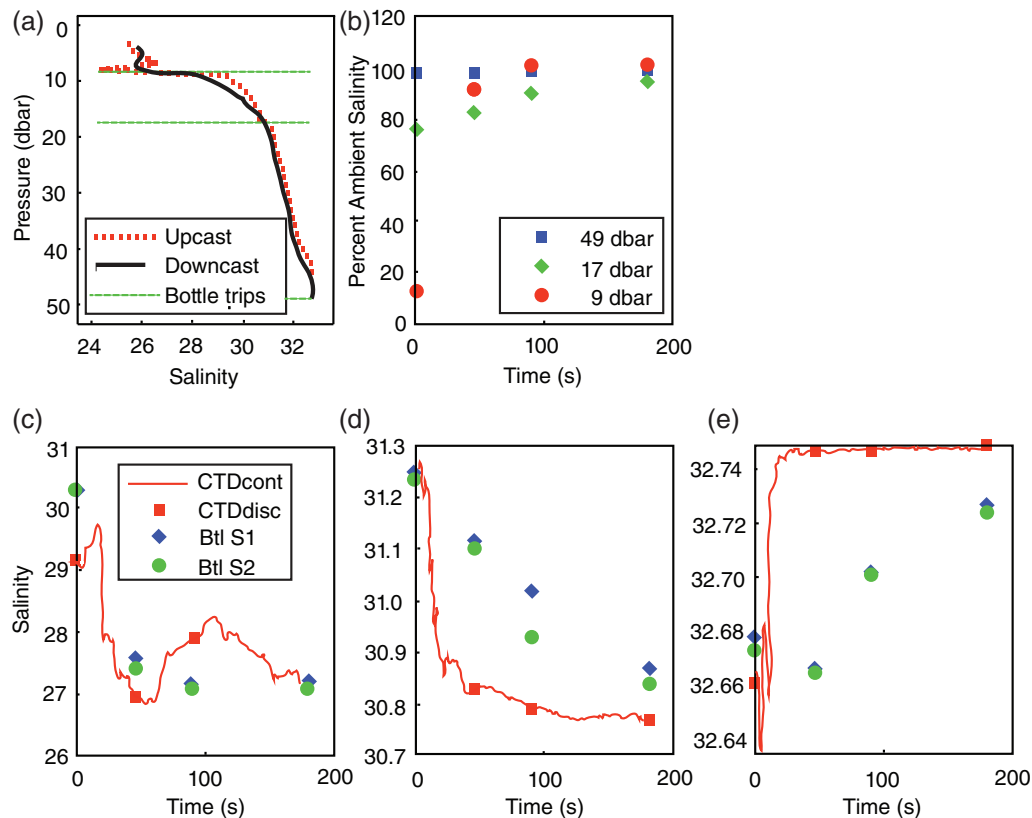 (a)
0
10
20
30
40
50
Pressure (dbar)
Upcast
Downcast
Bottle trips
24 26 28 30 32
Salinity
(b)
120
100
80
60
40
20
0
Percent Ambient Salinity
49 dbar
17 dbar
9 dbar
0 100 200
Time (s)
(c)
31
30
29
28
27
26
Salinity
CTDcont
CTDdisc
Btl S1
Btl S2
0 100 200
Time (s)
(d)
31.3
31.2
31.1
31.0
30.9
30.8
30.7
0 100 200
Time (s)
(e)
32.74
32.72
32.70
32.68
32.66
32.64
0 100 200
Time (s)